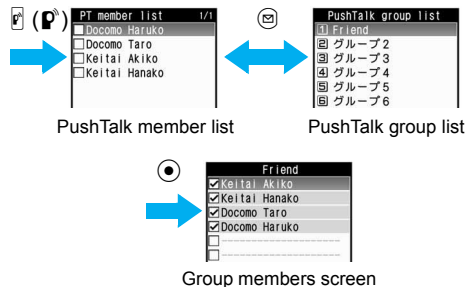 (P)
PT member list 1/1
Docomo Haruko
Docomo Taro
Keitai Akiko
Keitai Hanako
PushTalk member list
PushTalk group list
1 Friend
2 グループ2
3 グループ3
4 グループ4
5 グループ5
6 グループ6
PushTalk group list
Friend
Keitai Akiko
Keitai Hanako
Docomo Taro
Docomo Haruko
Group members screen